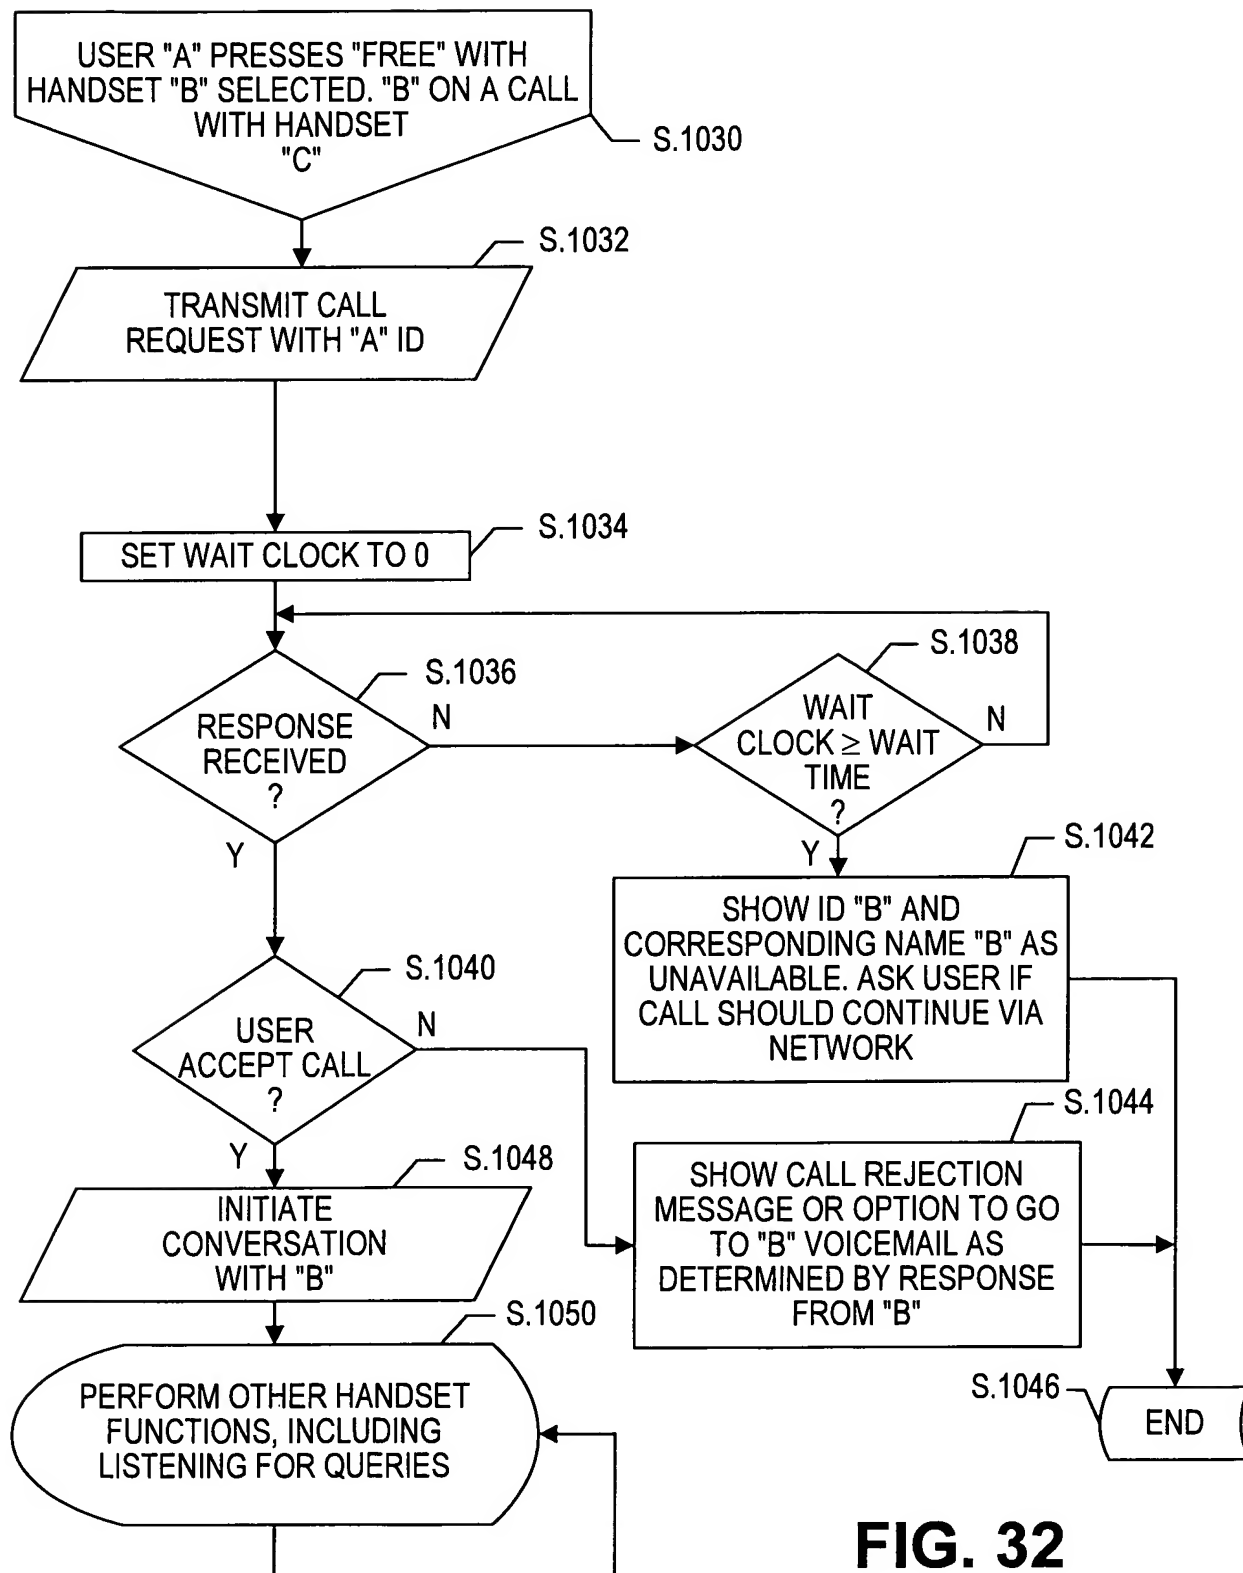 USER "A" PRESSES "FREE" WITH
HANDSET "B" SELECTED. "B" ON A CALL
WITH HANDSET
"C"
S.1030
S.1032
TRANSMIT CALL
REQUEST WITH "A" ID
S.1034
SET WAIT CLOCK TO 0
S.1036
RESPONSE
RECEIVED
?
N
Y
S.1038
WAIT
CLOCK ≥ WAIT
TIME
?
N
Y
S.1042
SHOW ID "B" AND
CORRESPONDING NAME "B" AS
UNAVAILABLE. ASK USER IF
CALL SHOULD CONTINUE VIA
NETWORK
S.1040
USER
ACCEPT CALL
?
N
Y
S.1044
SHOW CALL REJECTION
MESSAGE OR OPTION TO GO
TO "B" VOICEMAIL AS
DETERMINED BY RESPONSE
FROM "B"
S.1048
INITIATE
CONVERSATION
WITH "B"
S.1050
PERFORM OTHER HANDSET
FUNCTIONS, INCLUDING
LISTENING FOR QUERIES
S.1046
END
FIG. 32